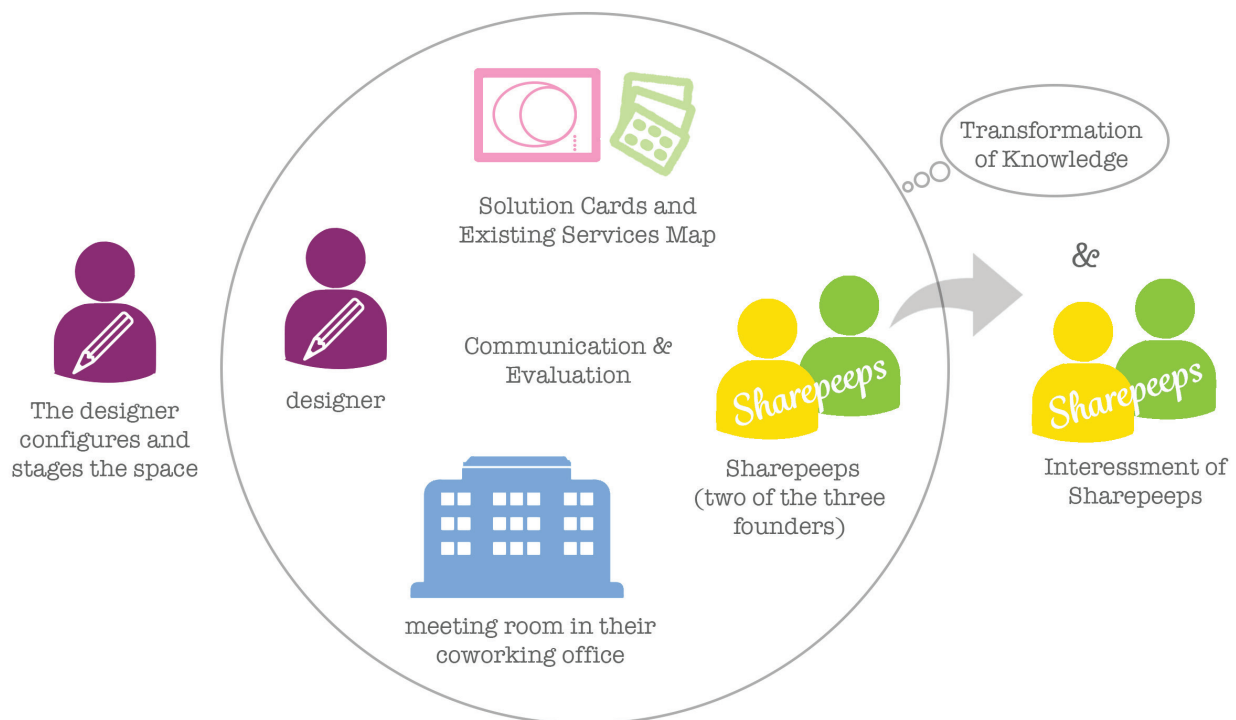 The designer
configures and
stages the space
designer
Solution Cards and
Existing Services Map
Communication &
Evaluation
meeting room in their
coworking office
Sharepeeps
Sharepeeps
(two of the three
founders)
Transformation
of Knowledge
&
Sharepeeps
Interessment of
Sharepeeps